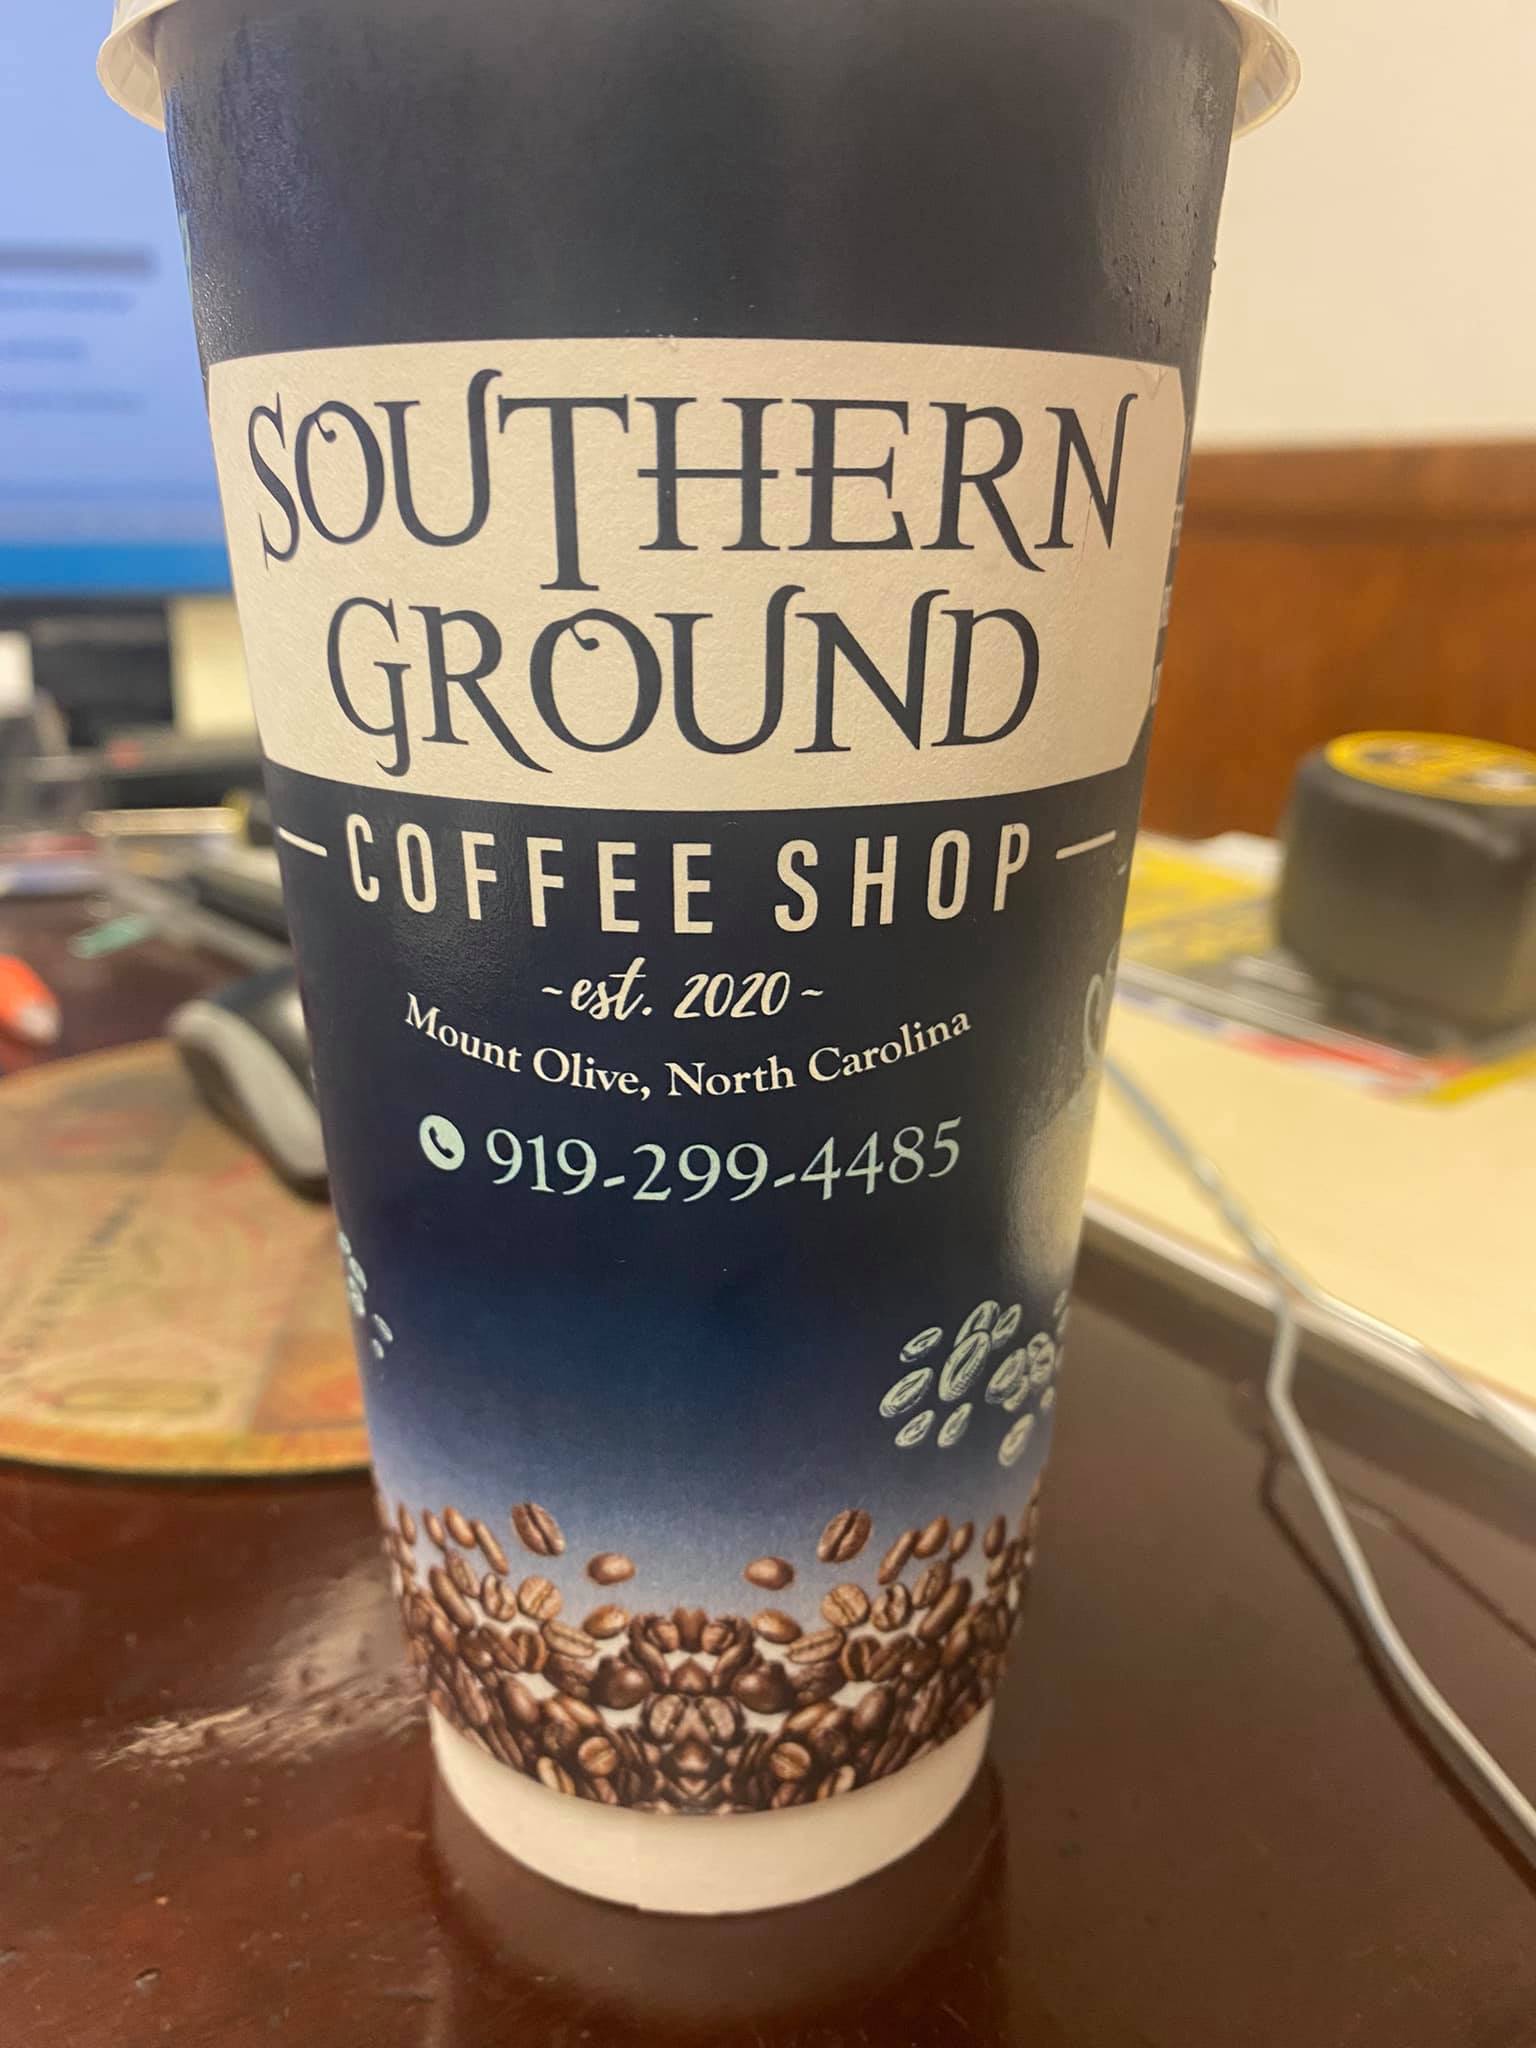 SOUTHERN
GROUND
COFFEE SHOP
~est. 2020~
Mount Olive, North Carolina
919-299-4485